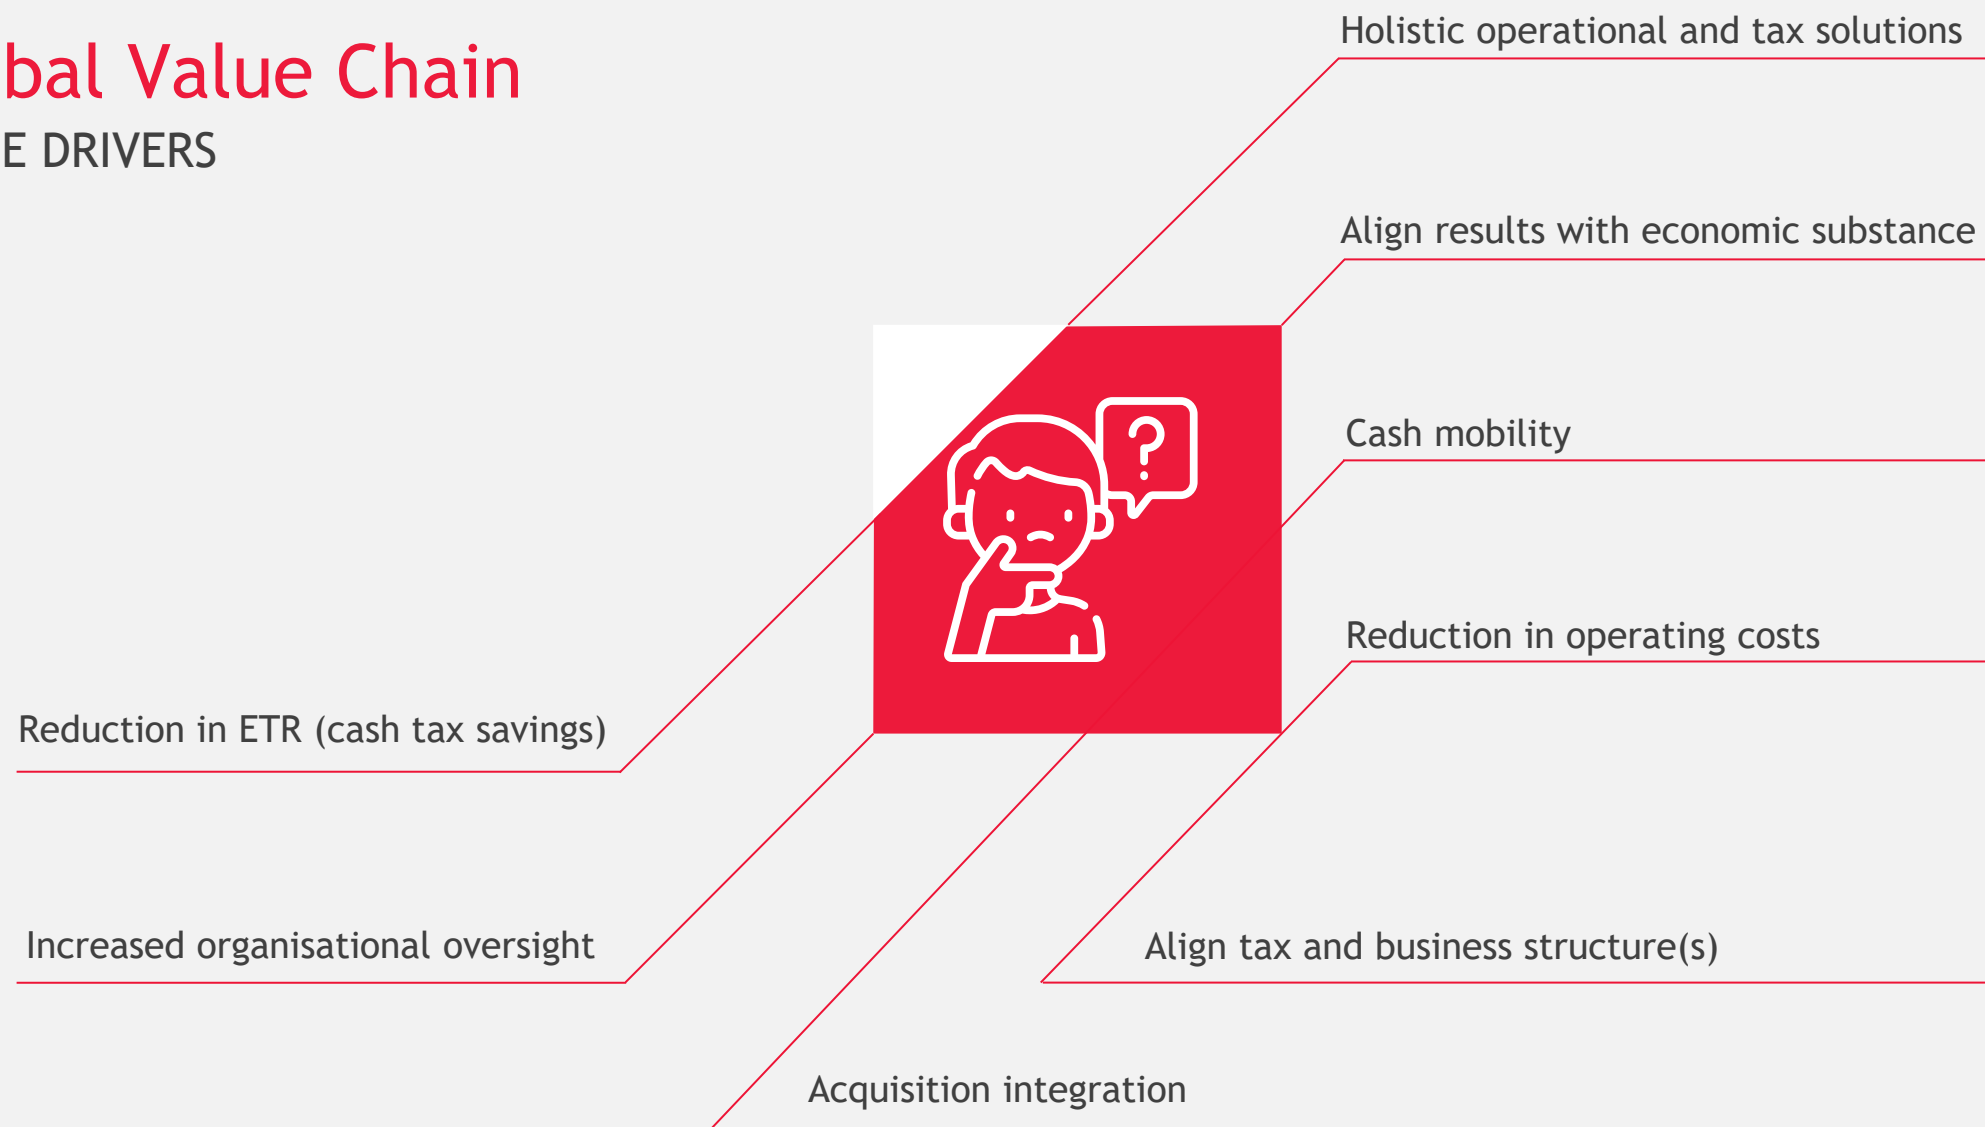 bal Value Chain
E DRIVERS
Holistic operational and tax solutions
Align results with economic substance
Cash mobility
?
Reduction in operating costs
Reduction in ETR (cash tax savings)
Increased organisational oversight
Align tax and business structure(s)
Acquisition integration